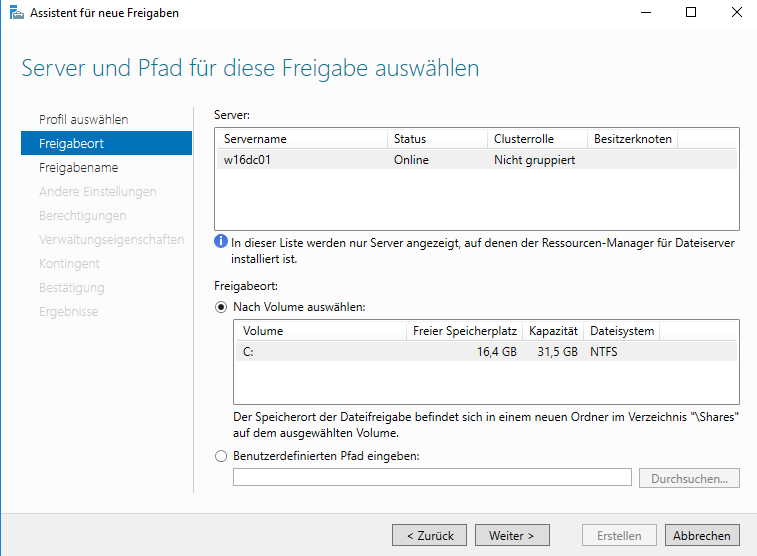 Assistent für neue Freigaben
Server und Pfad für diese Freigabe auswählen
Profil auswählen
Freigabeort
Freigabename
Andere Einstellungen
Berechtigungen
Verwaltungseigenschaften
Kontingent
Bestätigung
Ergebnisse
Server:
Servername Status Clusterrolle Besitzerknoten
w16dc01 Online Nicht gruppiert
In dieser Liste werden nur Server angezeigt, auf denen der Ressourcen-Manager für Dateiserver
installiert ist.
Freigabeort:
Nach Volume auswählen:
Volume Freier Speicherplatz Kapazität Dateisystem
C: 16,4 GB 31,5 GB NTFS
Der Speicherort der Dateifreigabe befindet sich in einem neuen Ordner im Verzeichnis "\Shares"
auf dem ausgewählten Volume.
Benutzerdefinierten Pfad eingeben:
Durchsuchen...
< Zurück Weiter > Erstellen Abbrechen